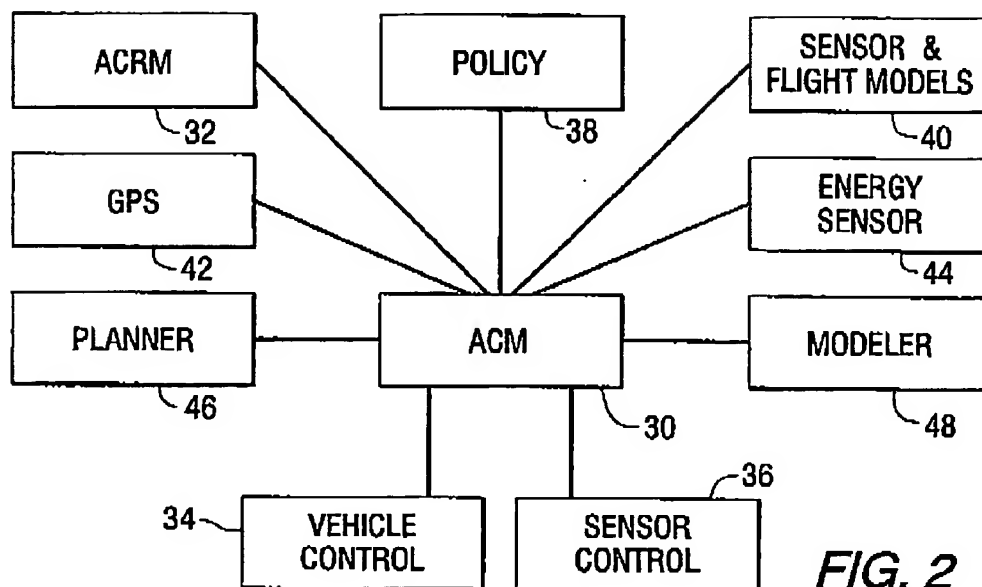 ACRM
32
POLICY
38
SENSOR &
FLIGHT MODELS
40
GPS
42
ENERGY
SENSOR
44
PLANNER
46
ACM
30
MODELER
48
34
VEHICLE
CONTROL
36
SENSOR
CONTROL
FIG. 2